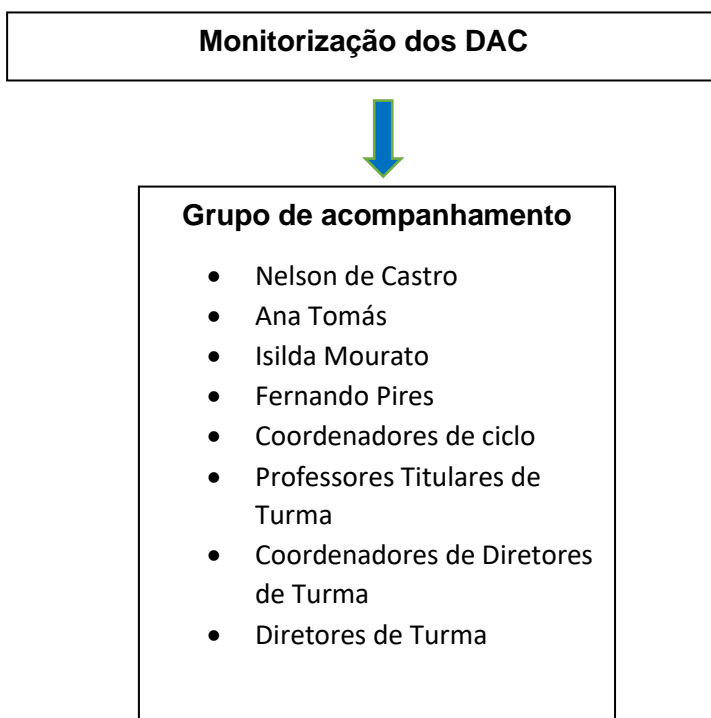 Monitorização dos DAC
Grupo de acompanhamento
• Nelson de Castro
• Ana Tomás
• Isilda Mourato
• Fernando Pires
• Coordenadores de ciclo
• Professores Titulares de
Turma
• Coordenadores de Diretores
de Turma
• Diretores de Turma